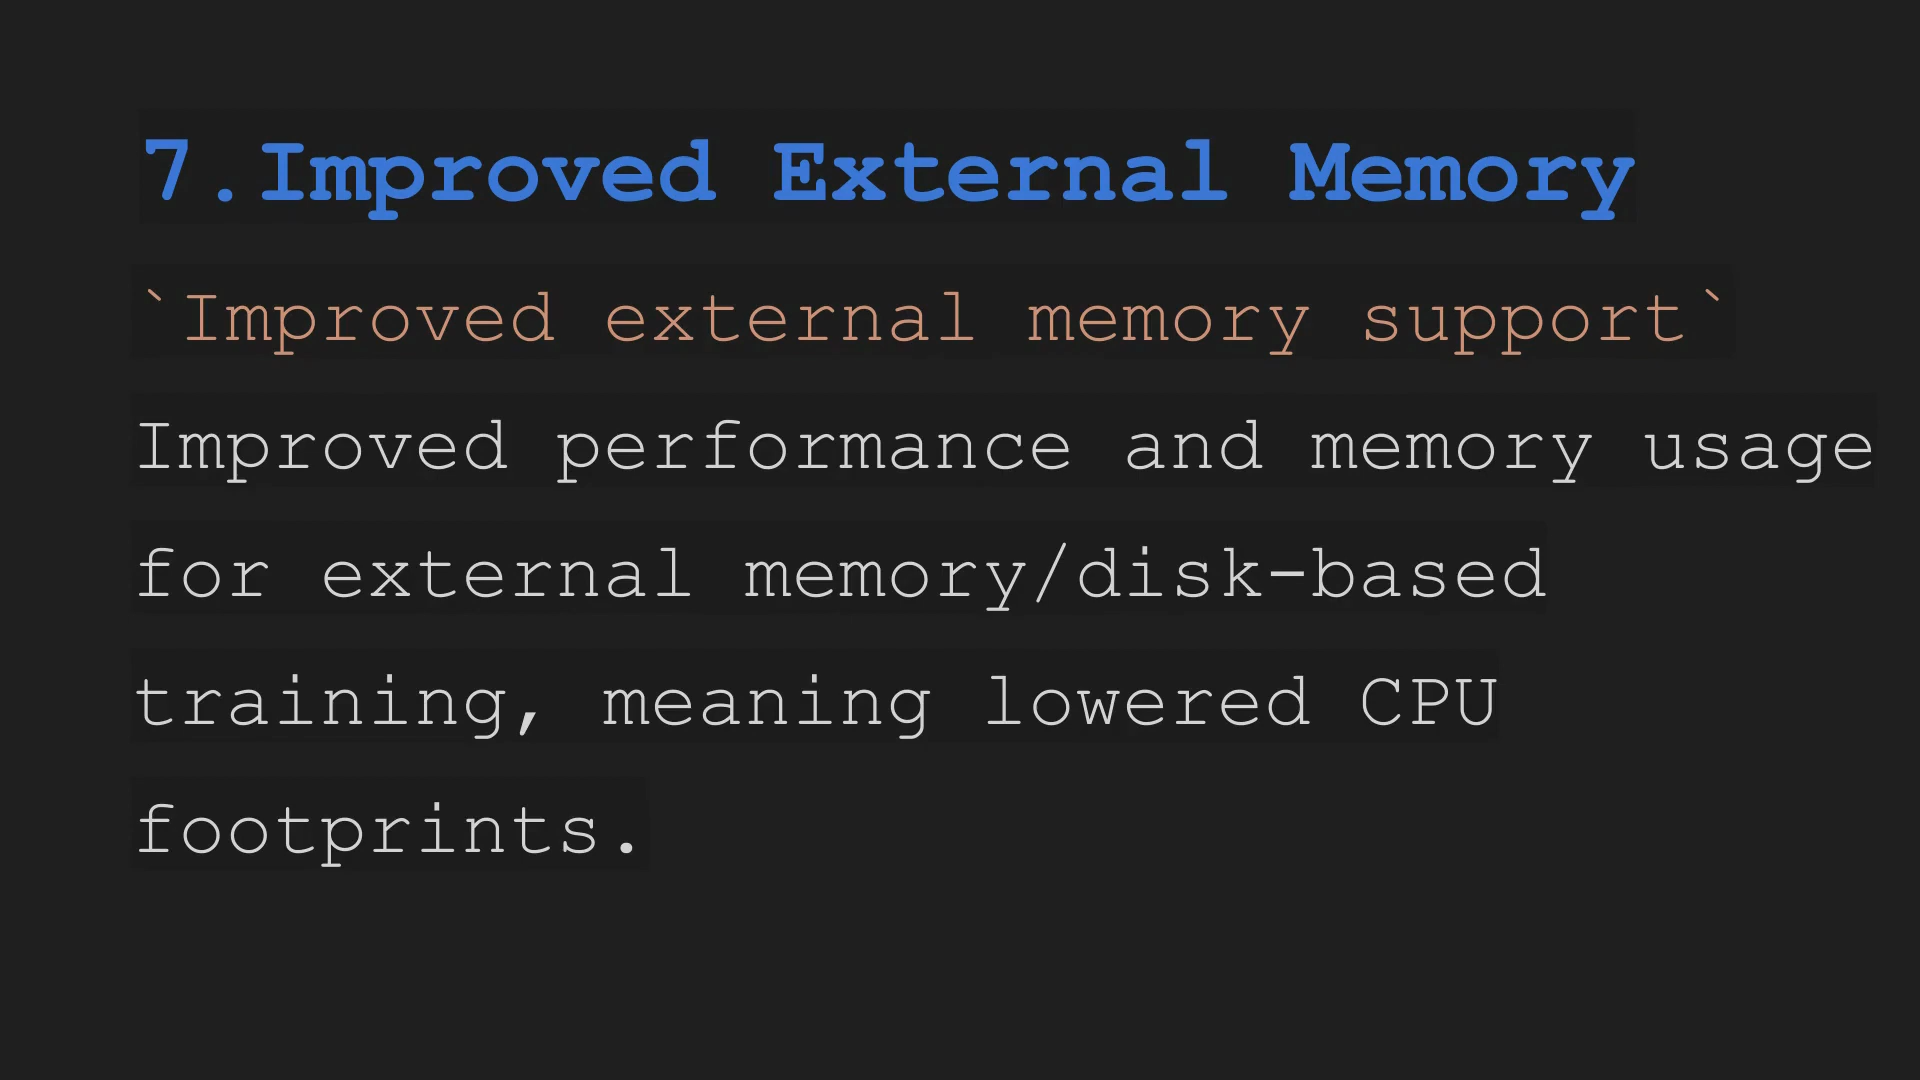 7.Improved External Memory
`Improved external memory support`
Improved performance and memory usage
for external memory/disk-based
training, meaning lowered CPU
footprints.